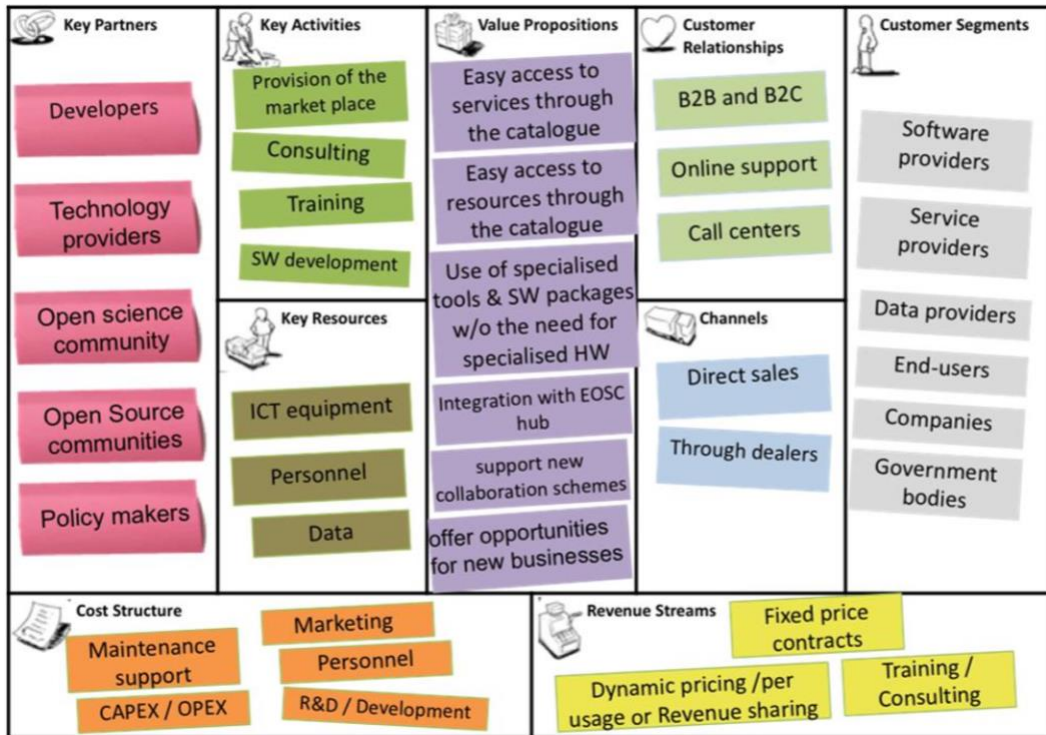 Key Partners
Developers
Technology
providers
Open science
community
Open Source
communities
Policy makers
Key Activities
Provision of the
market place
Consulting
Training
SW development
Key Resources
ICT equipment
Personnel
Data
Value Propositions
Easy access to
services through
the catalogue
Easy access to
resources through
the catalogue
Use of specialised
tools & SW packages
w/o the need for
specialised HW
Integration with EOSC
hub
support new
collaboration schemes
offer opportunities
for new businesses
Customer
Relationships
B2B and B2C
Online support
Call centers
Channels
Direct sales
Through dealers
Customer Segments
Software
providers
Service
providers
Data providers
End-users
Companies
Government
bodies
Cost Structure
Maintenance
support
CAPEX / OPEX
Marketing
Personnel
R&D / Development
Revenue Streams
Fixed price
contracts
Dynamic pricing /per
usage or Revenue sharing
Training /
Consulting